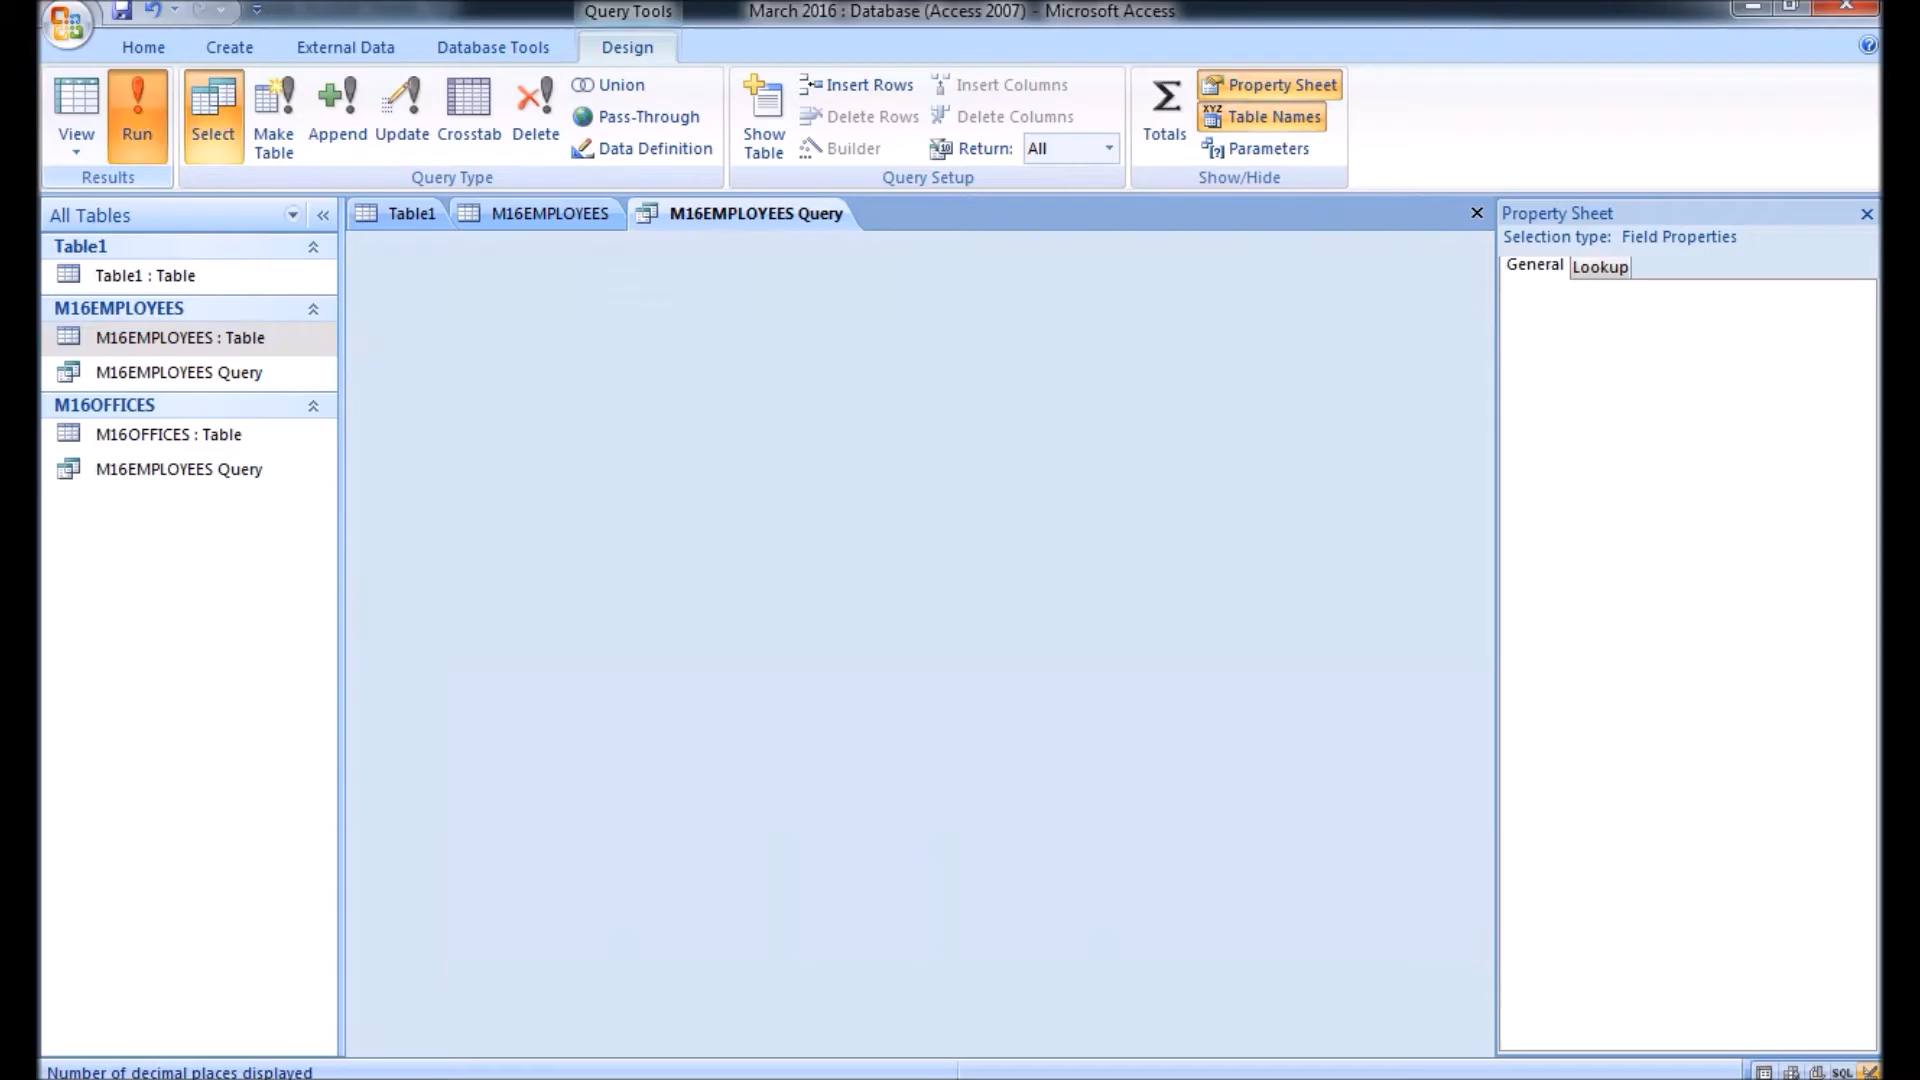 Query Tools
March 2016 : Database (Access 2007) - Microsoft Access
Home
Create
External Data
Database Tools
Design
View
Run
Results
Select
Make
Table
Append
Update
Crosstab
Delete
Union
Pass-Through
Data Definition
Query Type
Show
Table
Insert Rows
Delete Rows
Builder
Insert Columns
Delete Columns
Return: All
Query Setup
Totals
Property Sheet
Table Names
Parameters
Show/Hide
All Tables
Table1
Table1 : Table
M16EMPLOYEES
M16EMPLOYEES : Table
M16EMPLOYEES Query
M16OFFICES
M16OFFICES : Table
M16EMPLOYEES Query
Table1
M16EMPLOYEES
M16EMPLOYEES Query
Property Sheet
Selection type: Field Properties
General
Lookup
Number of decimal places displayed
SQL